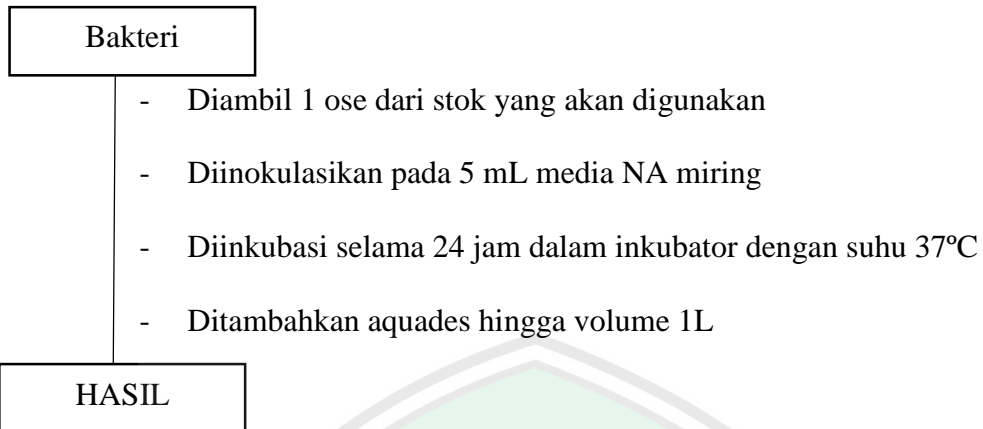 Bakteri
- Diambil 1 ose dari stok yang akan digunakan
- Diinokulasikan pada 5 mL media NA miring
- Diinkubasi selama 24 jam dalam inkubator dengan suhu 37ºC
- Ditambahkan aquades hingga volume 1L
HASIL